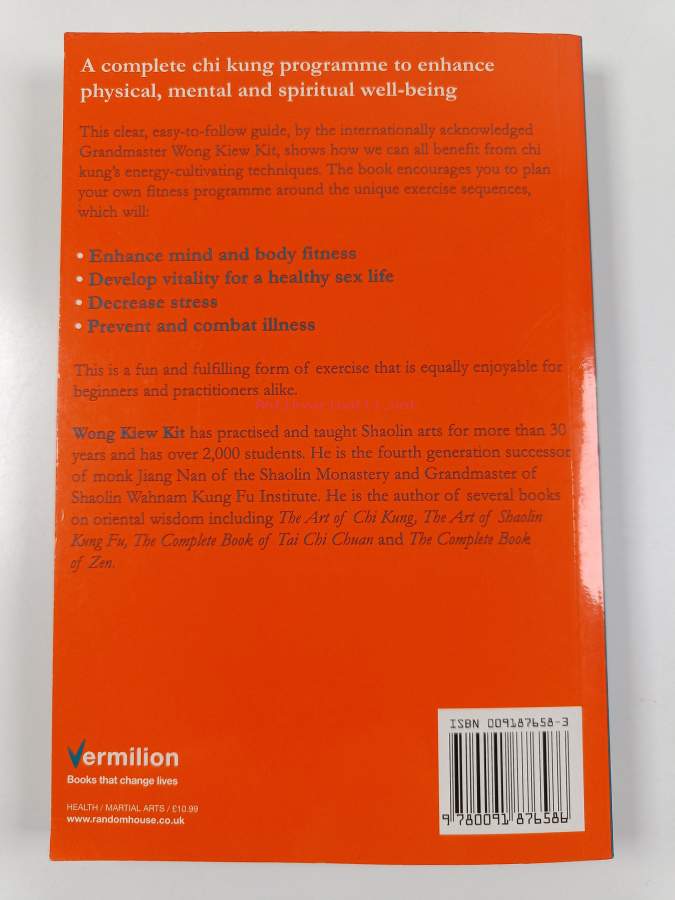 A complete chi kung programme to enhance
physical, mental and spiritual well-being
This clear, easy-to-follow guide, by the internationally acknowledged
Grandmaster Wong Kiew Kit, shows how we can all benefit from chi
kung's energy-cultivating techniques. The book encourages you to plan
your own fitness programme around the unique exercise sequences,
which will:
• Enhance mind and body fitness
• Develop vitality for a healthy sex life
• Decrease stress
• Prevent and combat illness
This is a fun and fulfilling form of exercise that is equally enjoyable for
beginners and practitioners alike.
Wong Kiew Kit has practised and taught Shaolin arts for more than 30
years and has over 2,000 students. He is the fourth generation successor
of monk Jiang Nan of the Shaolin Monastery and Grandmaster of
Shaolin Wahnam Kung Fu Institute. He is the author of several books
on oriental wisdom including The Art of Chi Kung, The Art of Shaolin
Kung Fu, The Complete Book of Tai Chi Chuan and The Complete Book
of Zen.
Vermilion
Books that change lives
HEALTH / MARTIAL ARTS / £10.99
www.randomhouse.co.uk
ISBN 009187658-3
9 780091 876586